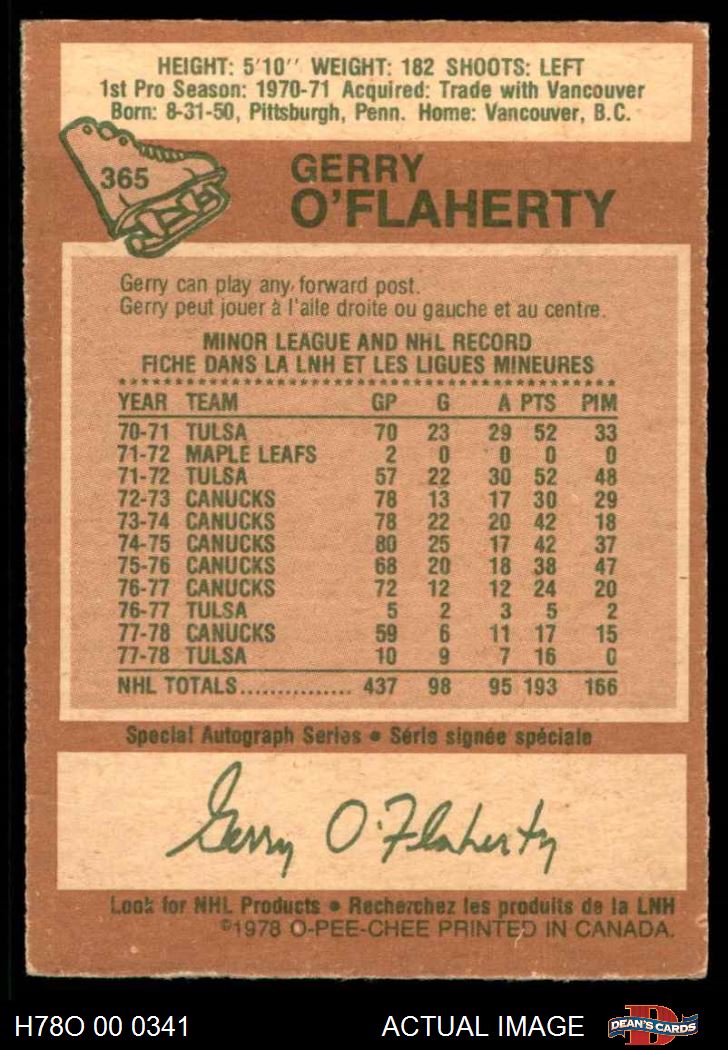 HEIGHT: 5'10'' WEIGHT: 182 SHOOTS: LEFT
1st Pro Season: 1970-71 Acquired: Trade with Vancouver
Born: 8-31-50, Pittsburgh, Penn. Home: Vancouver, B.C.
365
GERRY
O'FLAHERTY
Gerry can play any forward post.
Gerry peut jouer à l'aile droite ou gauche et au centre.
MINOR LEAGUE AND NHL RECORD
FICHE DANS LA LNH ET LES LIGUES MINEURES
YEAR TEAM GP G A PTS PIM
70-71 TULSA 70 23 29 52 33
71-72 MAPLE LEAFS 2 0 0 0 0
71-72 TULSA 57 22 30 52 48
72-73 CANUCKS 78 13 17 30 29
73-74 CANUCKS 78 22 20 42 18
74-75 CANUCKS 80 25 17 42 37
75-76 CANUCKS 68 20 18 38 47
76-77 CANUCKS 72 12 12 24 20
76-77 TULSA 5 2 3 5 2
77-78 CANUCKS 59 6 11 17 15
77-78 TULSA 10 9 7 16 0
NHL TOTALS............... 437 98 95 193 166
Special Autograph Series • Série signée spéciale
Gerry O'Flaherty
Look for NHL Products • Recherchez les produits de la LNH
©1978 O-PEE-CHEE PRINTED IN CANADA.
H78O 00 0341 ACTUAL IMAGE
D
DEAN'S CARDS